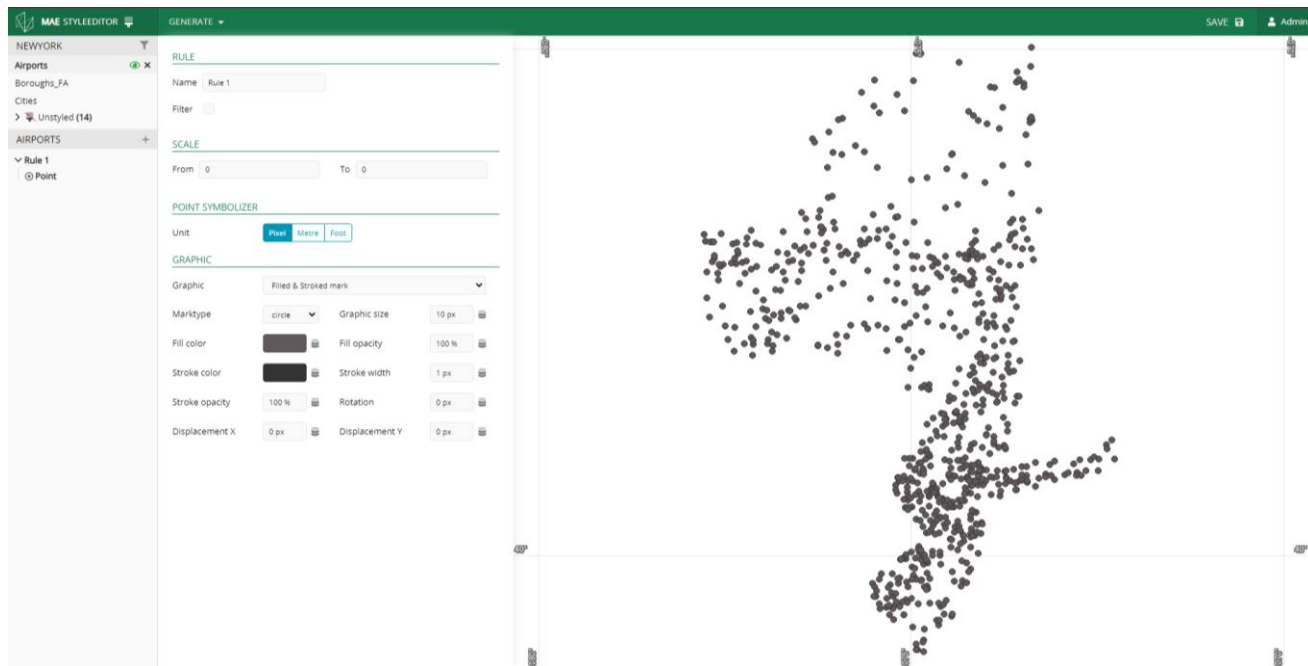 MAE STYLEEDITOR
GENERATE
SAVE
Admin
NEWYORK
Airports
Boroughs_FA
Cities
Unstyled (14)
AIRPORTS
Rule 1
Point
RULE
Name Rule 1
Filter
SCALE
From 0 To 0
POINT SYMBOLIZER
Unit Pixel Metre Foot
GRAPHIC
Graphic Filled & Stroked mark
Marktype circle Graphic size 10 px
Fill color Fill opacity 100 %
Stroke color Stroke width 1 px
Stroke opacity 100 % Rotation 0 px
Displacement X 0 px Displacement Y 0 px